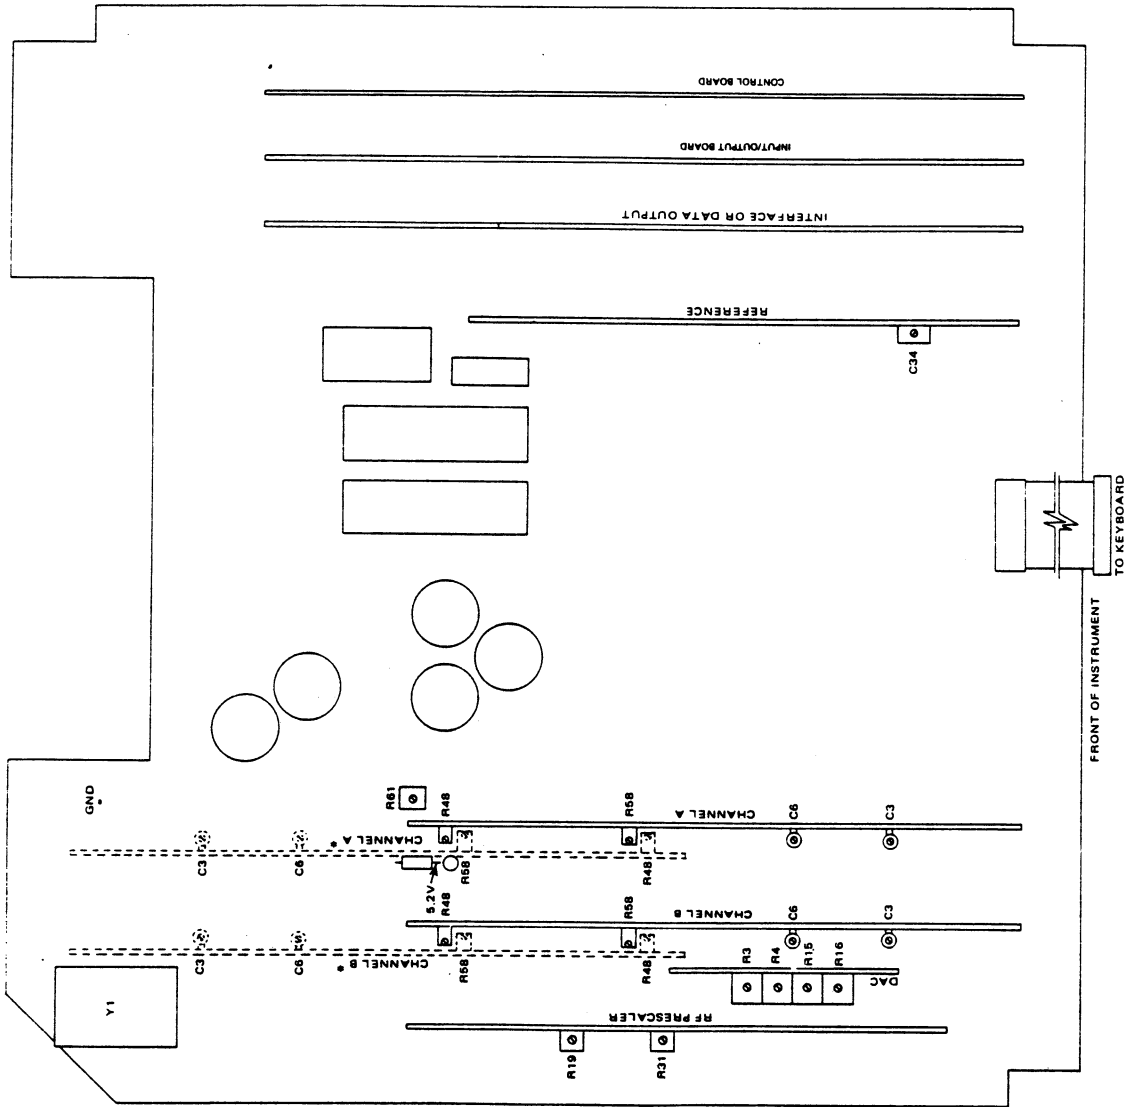 CONTROL BOARD
INPUT/OUTPUT BOARD
INTERFACE OR DATA OUTPUT
REFERENCE
C34
TO KEYBOARD
FRONT OF INSTRUMENT
GND
R61
R48
R58
CHANNEL A
C6
C3
C3
C6
* CHANNEL A
R58
R48
5.2V
R48
R58
CHANNEL B
C6
C3
C3
C6
* CHANNEL B
R58
R48
R3
R4
R15
R16
DAC
Y1
RF PRESCALER
R19
R31